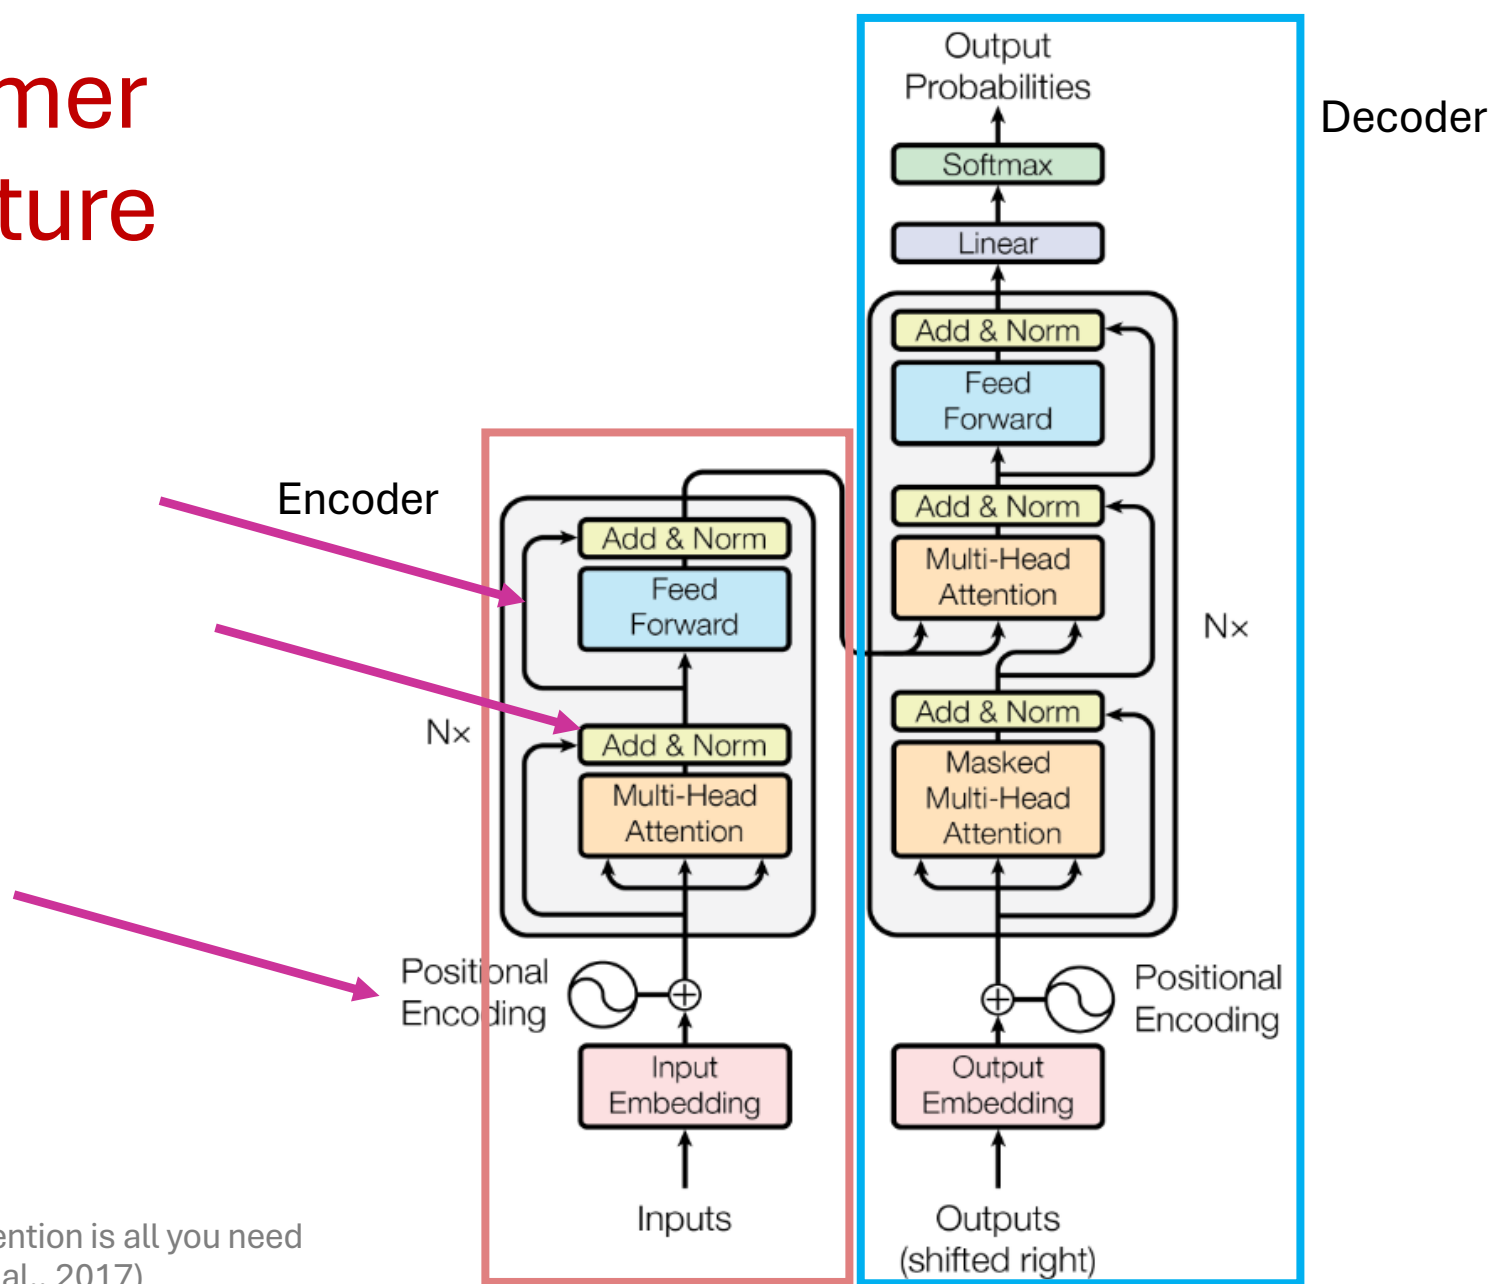 mer
ture
Encoder
Add & Norm
Feed
Forward
Nx
Add & Norm
Multi-Head
Attention
Positional
Encoding
Input
Embedding
Inputs
Decoder
Output
Probabilities
Softmax
Linear
Add & Norm
Feed
Forward
Add & Norm
Multi-Head
Attention
Nx
Add & Norm
Masked
Multi-Head
Attention
Positional
Encoding
Output
Embedding
Outputs
(shifted right)
ention is all you need
al., 2017)